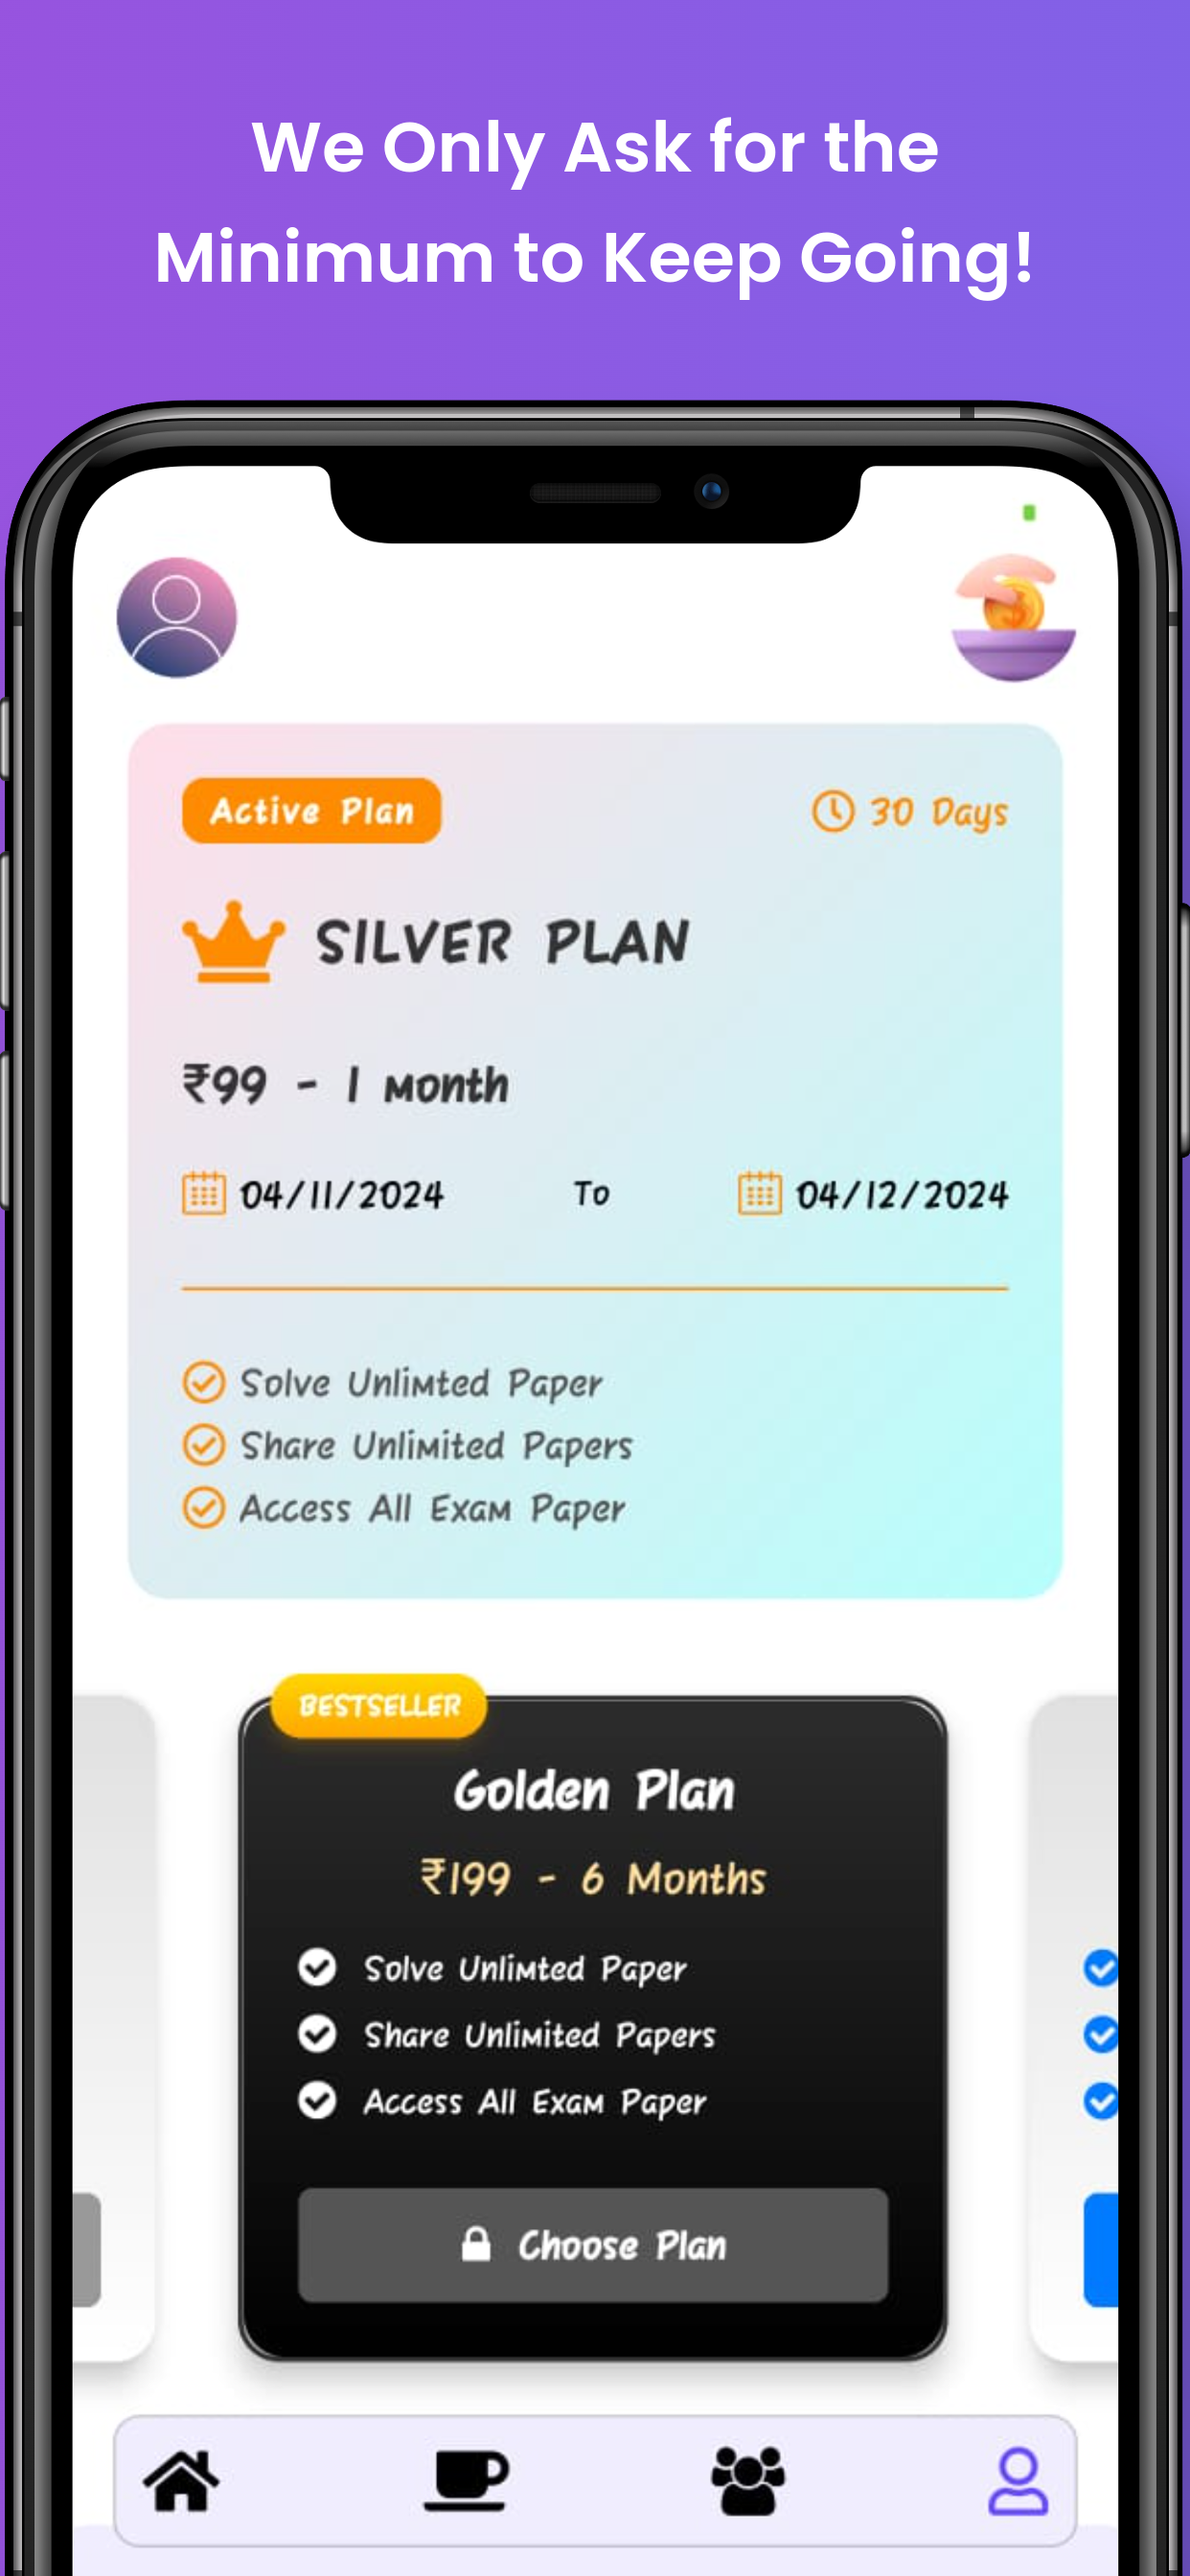 We Only Ask for the
Minimum to Keep Going!
Active Plan
30 Days
SILVER PLAN
₹99 - 1 month
04/11/2024 To 04/12/2024
Solve Unlimted Paper
Share Unlimited Papers
Access All Exam Paper
BESTSELLER
Golden Plan
₹199 - 6 Months
Solve Unlimted Paper
Share Unlimited Papers
Access All Exam Paper
Choose Plan